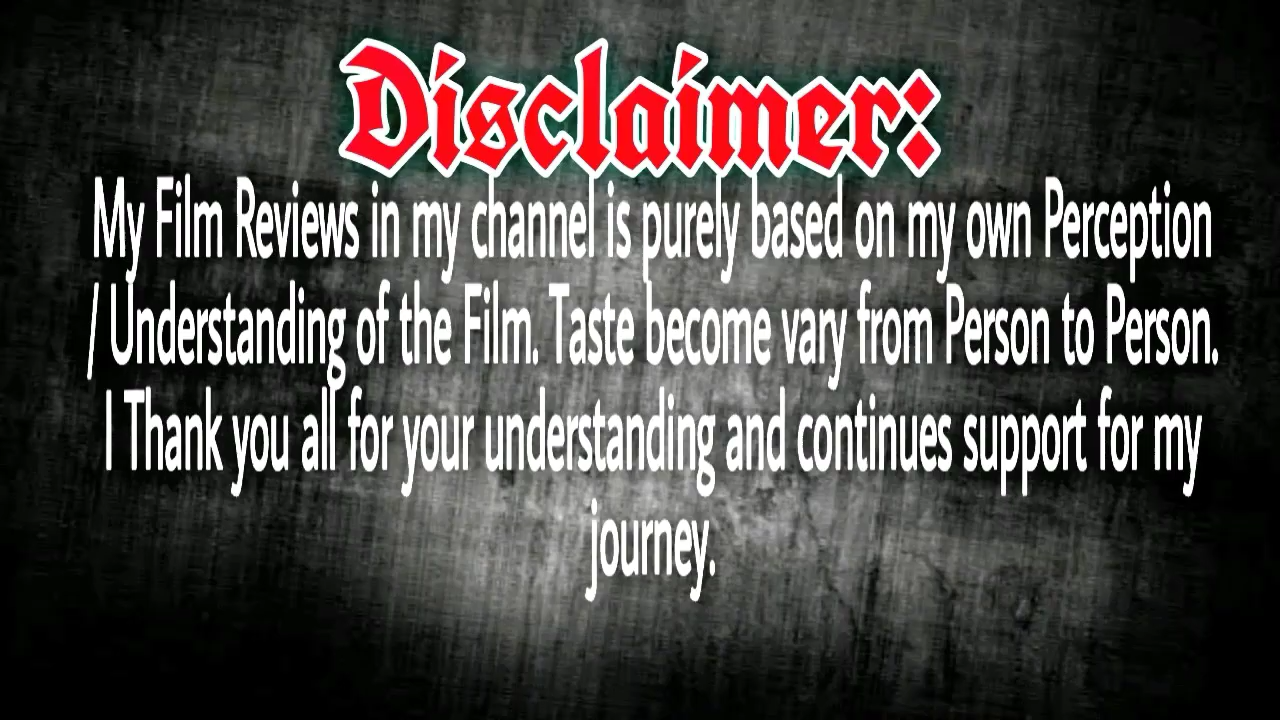 Disclaimer:
My Film Reviews in my channel is purely based on my own Perception
/ Understanding of the Film. Taste become vary from Person to Person.
I Thank you all for your understanding and continues support for my
journey.